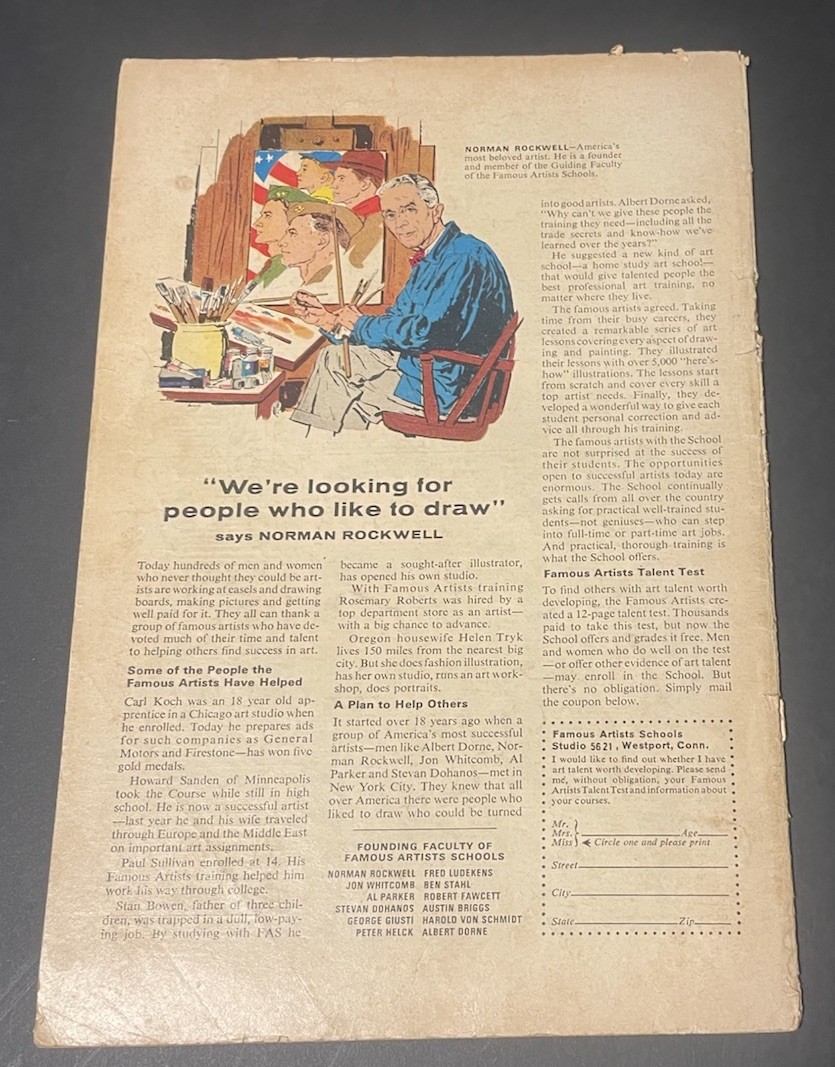 NORMAN ROCKWELL—America's
most beloved artist. He is a founder
and member of the Guiding Faculty
of the Famous Artists Schools.
"We're looking for
people who like to draw"
says NORMAN ROCKWELL
Today hundreds of men and women
who never thought they could be art-
ists are working at easels and drawing
boards, making pictures and getting
well paid for it. They all can thank a
group of famous artists who have de-
voted much of their time and talent
to helping others find success in art.
Some of the People the
Famous Artists Have Helped
Carl Koch was an 18 year old ap-
prentice in a Chicago art studio when
he enrolled. Today he prepares ads
for such companies as General
Motors and Firestone—has won five
gold medals.
Howard Sanden of Minneapolis
took the Course while still in high
school. He is now a successful artist
—last year he and his wife traveled
through Europe and the Middle East
on important art assignments.
Paul Sullivan enrolled at 14. His
Famous Artists training helped him
work his way through college.
Stan Bowen, father of three chil-
dren, was trapped in a dull, low-pay-
ing job. By studying with FAS he
became a sought-after illustrator,
has opened his own studio.
With Famous Artists training
Rosemary Roberts was hired by a
top department store as an artist—
with a big chance to advance.
Oregon housewife Helen Tryk
lives 150 miles from the nearest big
city. But she does fashion illustration,
has her own studio, runs an art work-
shop, does portraits.
A Plan to Help Others
It started over 18 years ago when a
group of America's most successful
artists—men like Albert Dorne, Nor-
man Rockwell, Jon Whitcomb, Al
Parker and Stevan Dohanos—met in
New York City. They knew that all
over America there were people who
liked to draw who could be turned
into good artists. Albert Dorne asked,
"Why can't we give these people the
training they need—including all the
trade secrets and know-how we've
learned over the years?"
He suggested a new kind of art
school—a home study art school—
that would give talented people the
best professional art training, no
matter where they live.
The famous artists agreed. Taking
time from their busy careers, they
created a remarkable series of art
lessons covering every aspect of draw-
ing and painting. They illustrated
their lessons with over 5,000 "here's-
how" illustrations. The lessons start
from scratch and cover every skill a
top artist needs. Finally, they de-
veloped a wonderful way to give each
student personal correction and ad-
vice all through his training.
The famous artists with the School
are not surprised at the success of
their students. The opportunities
open to successful artists today are
enormous. The School continually
gets calls from all over the country
asking for practical well-trained stu-
dents—not geniuses—who can step
into full-time or part-time art jobs.
And practical, thorough training is
what the School offers.
Famous Artists Talent Test
To find others with art talent worth
developing, the Famous Artists cre-
ated a 12-page talent test. Thousands
paid to take this test, but now the
School offers and grades it free. Men
and women who do well on the test
—or offer other evidence of art talent
—may enroll in the School. But
there's no obligation. Simply mail
the coupon below.
FOUNDING FACULTY OF
FAMOUS ARTISTS SCHOOLS
NORMAN ROCKWELL FRED LUDEKENS
JON WHITCOMB BEN STAHL
AL PARKER ROBERT FAWCETT
STEVAN DOHANOS AUSTIN BRIGGS
GEORGE GIUSTI HAROLD VON SCHMIDT
PETER HELCK ALBERT DORNE
Famous Artists Schools
Studio 5621, Westport, Conn.
I would like to find out whether I have
art talent worth developing. Please send
me, without obligation, your Famous
Artists Talent Test and information about
your courses.
Mr.
Mrs. Age
Miss Circle one and please print
Street
City
State Zip